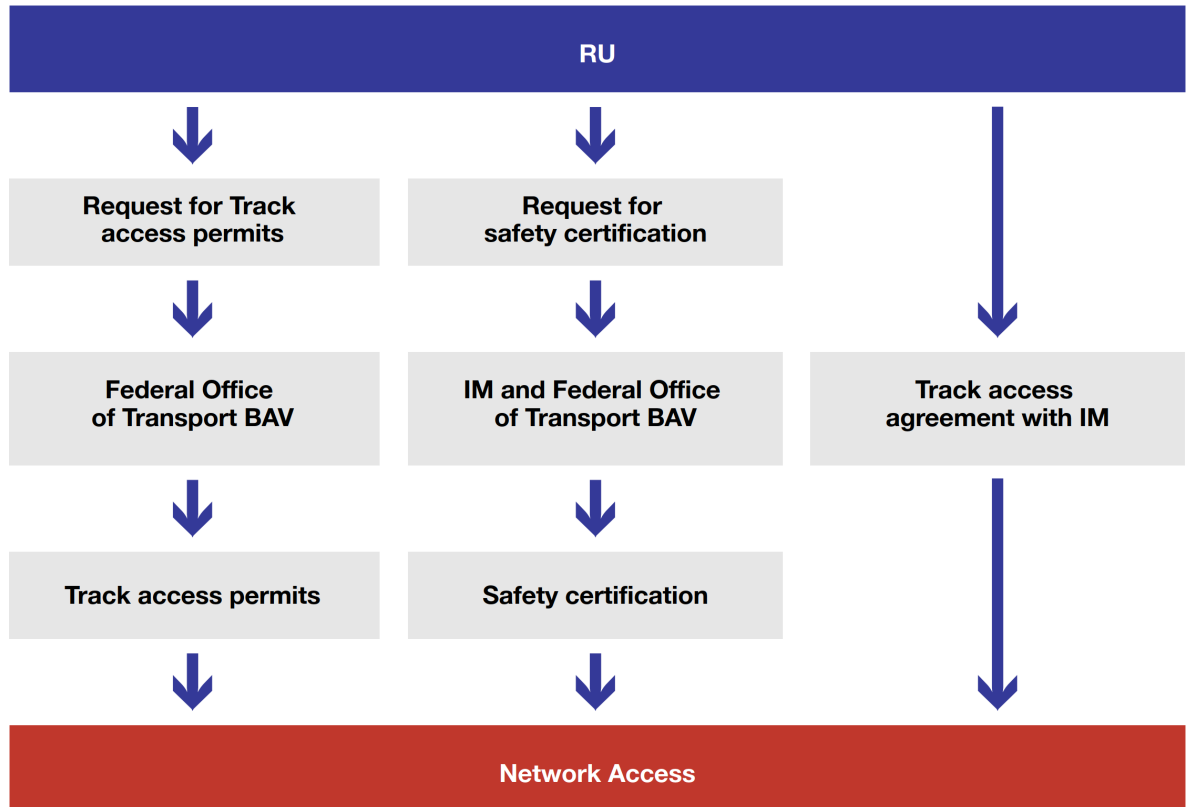 RU
Request for Track
access permits
Request for
safety certification
Federal Office
of Transport BAV
IM and Federal Office
of Transport BAV
Track access
agreement with IM
Track access permits
Safety certification
Network Access